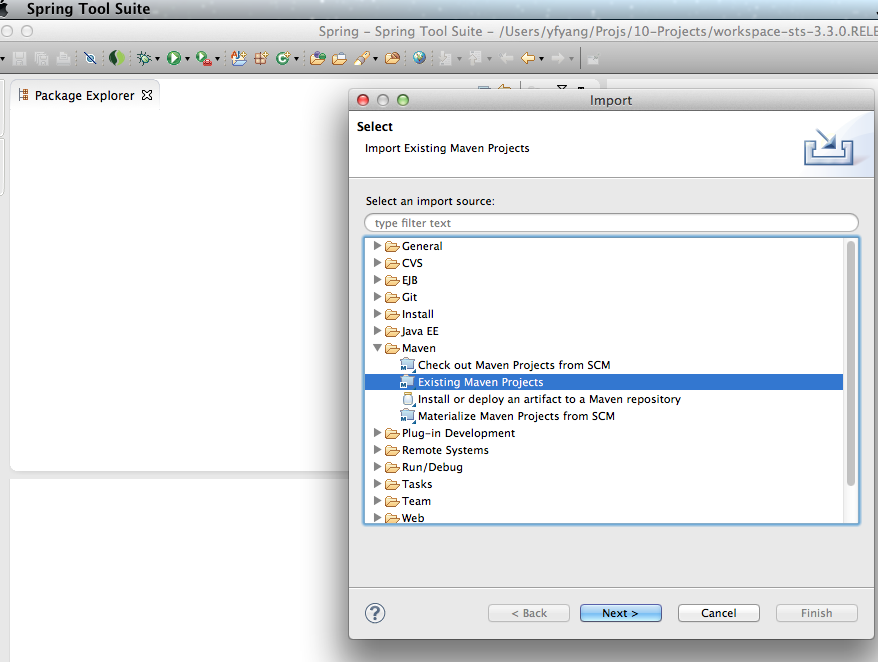 Spring Tool Suite
Spring – Spring Tool Suite – /Users/yfyang/Projs/10-Projects/workspace-sts-3.3.0.RELE
Package Explorer
Import
Select
Import Existing Maven Projects
Select an import source:
type filter text
General
CVS
EJB
Git
Install
Java EE
Maven
Check out Maven Projects from SCM
Existing Maven Projects
Install or deploy an artifact to a Maven repository
Materialize Maven Projects from SCM
Plug-in Development
Remote Systems
Run/Debug
Tasks
Team
Web
?
< Back
Next >
Cancel
Finish